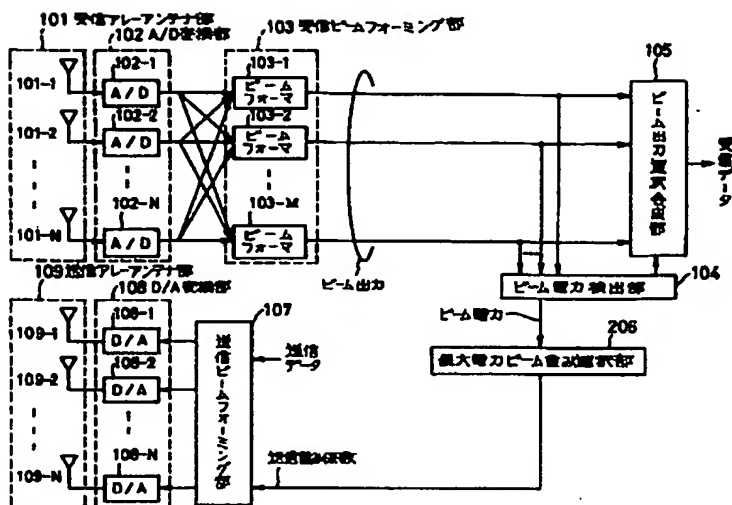 101 受信アレーアンテナ部
102 A/D変換部
103 受信ビームフォーミング部
102-1
103-1
105
101-1
A/D
ビームフォーマ
102-2
103-2
101-2
A/D
ビームフォーマ
ビーム出力選択合成部
102-N
103-M
101-N
A/D
ビームフォーマ
データ
109 送信アレーアンテナ部
108 D/A変換部
ビーム出力
ビーム電力検出部
104
108-1
107
ビーム電力
206
109-1
D/A
108-2
送信データ
最大電力ビーム重み選択部
109-2
D/A
送信ビームフォーミング部
108-N
送信重み係数
109-N
D/A